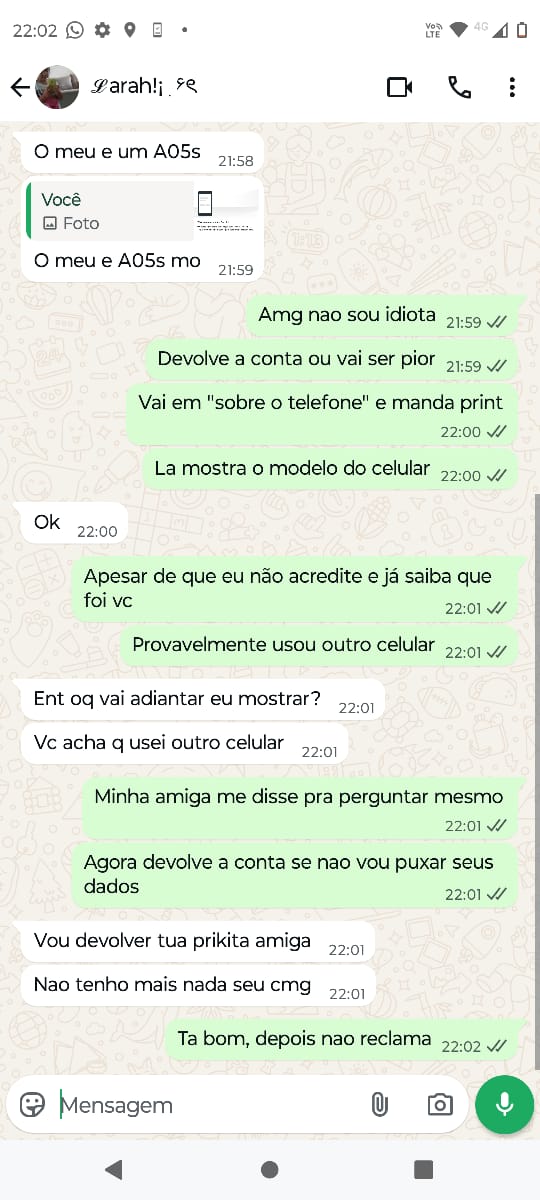 22:02
Vo)) 4G
LTE
ℒarah!¡
O meu e um A05s 21:58
Você
Foto
O meu e A05s mo 21:59
Amg nao sou idiota 21:59
Devolve a conta ou vai ser pior 21:59
Vai em "sobre o telefone" e manda print
22:00
La mostra o modelo do celular 22:00
Ok 22:00
Apesar de que eu não acredite e já saiba que
foi vc 22:01
Provavelmente usou outro celular 22:01
Ent oq vai adiantar eu mostrar? 22:01
Vc acha q usei outro celular 22:01
Minha amiga me disse pra perguntar mesmo
22:01
Agora devolve a conta se nao vou puxar seus
dados 22:01
Vou devolver tua prikita amiga 22:01
Nao tenho mais nada seu cmg 22:01
Ta bom, depois nao reclama 22:02
Mensagem